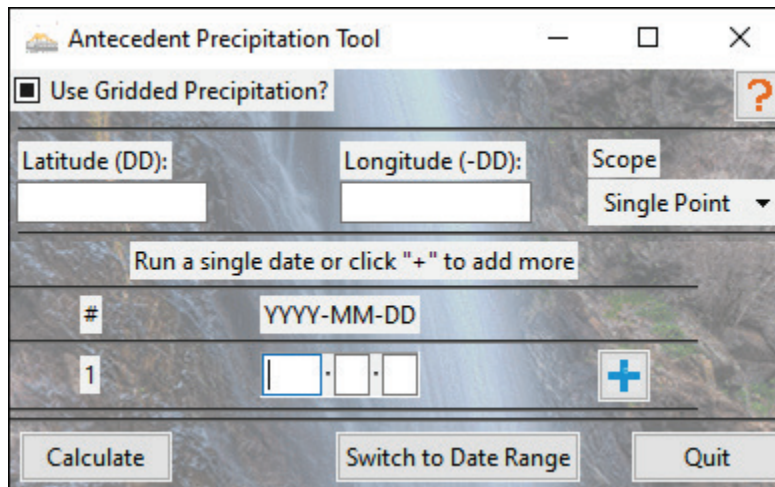 Antecedent Precipitation Tool
Use Gridded Precipitation?
?
Latitude (DD):
Longitude (-DD):
Scope
Single Point
Run a single date or click "+" to add more
# YYYY-MM-DD
1 - -
+
Calculate Switch to Date Range Quit